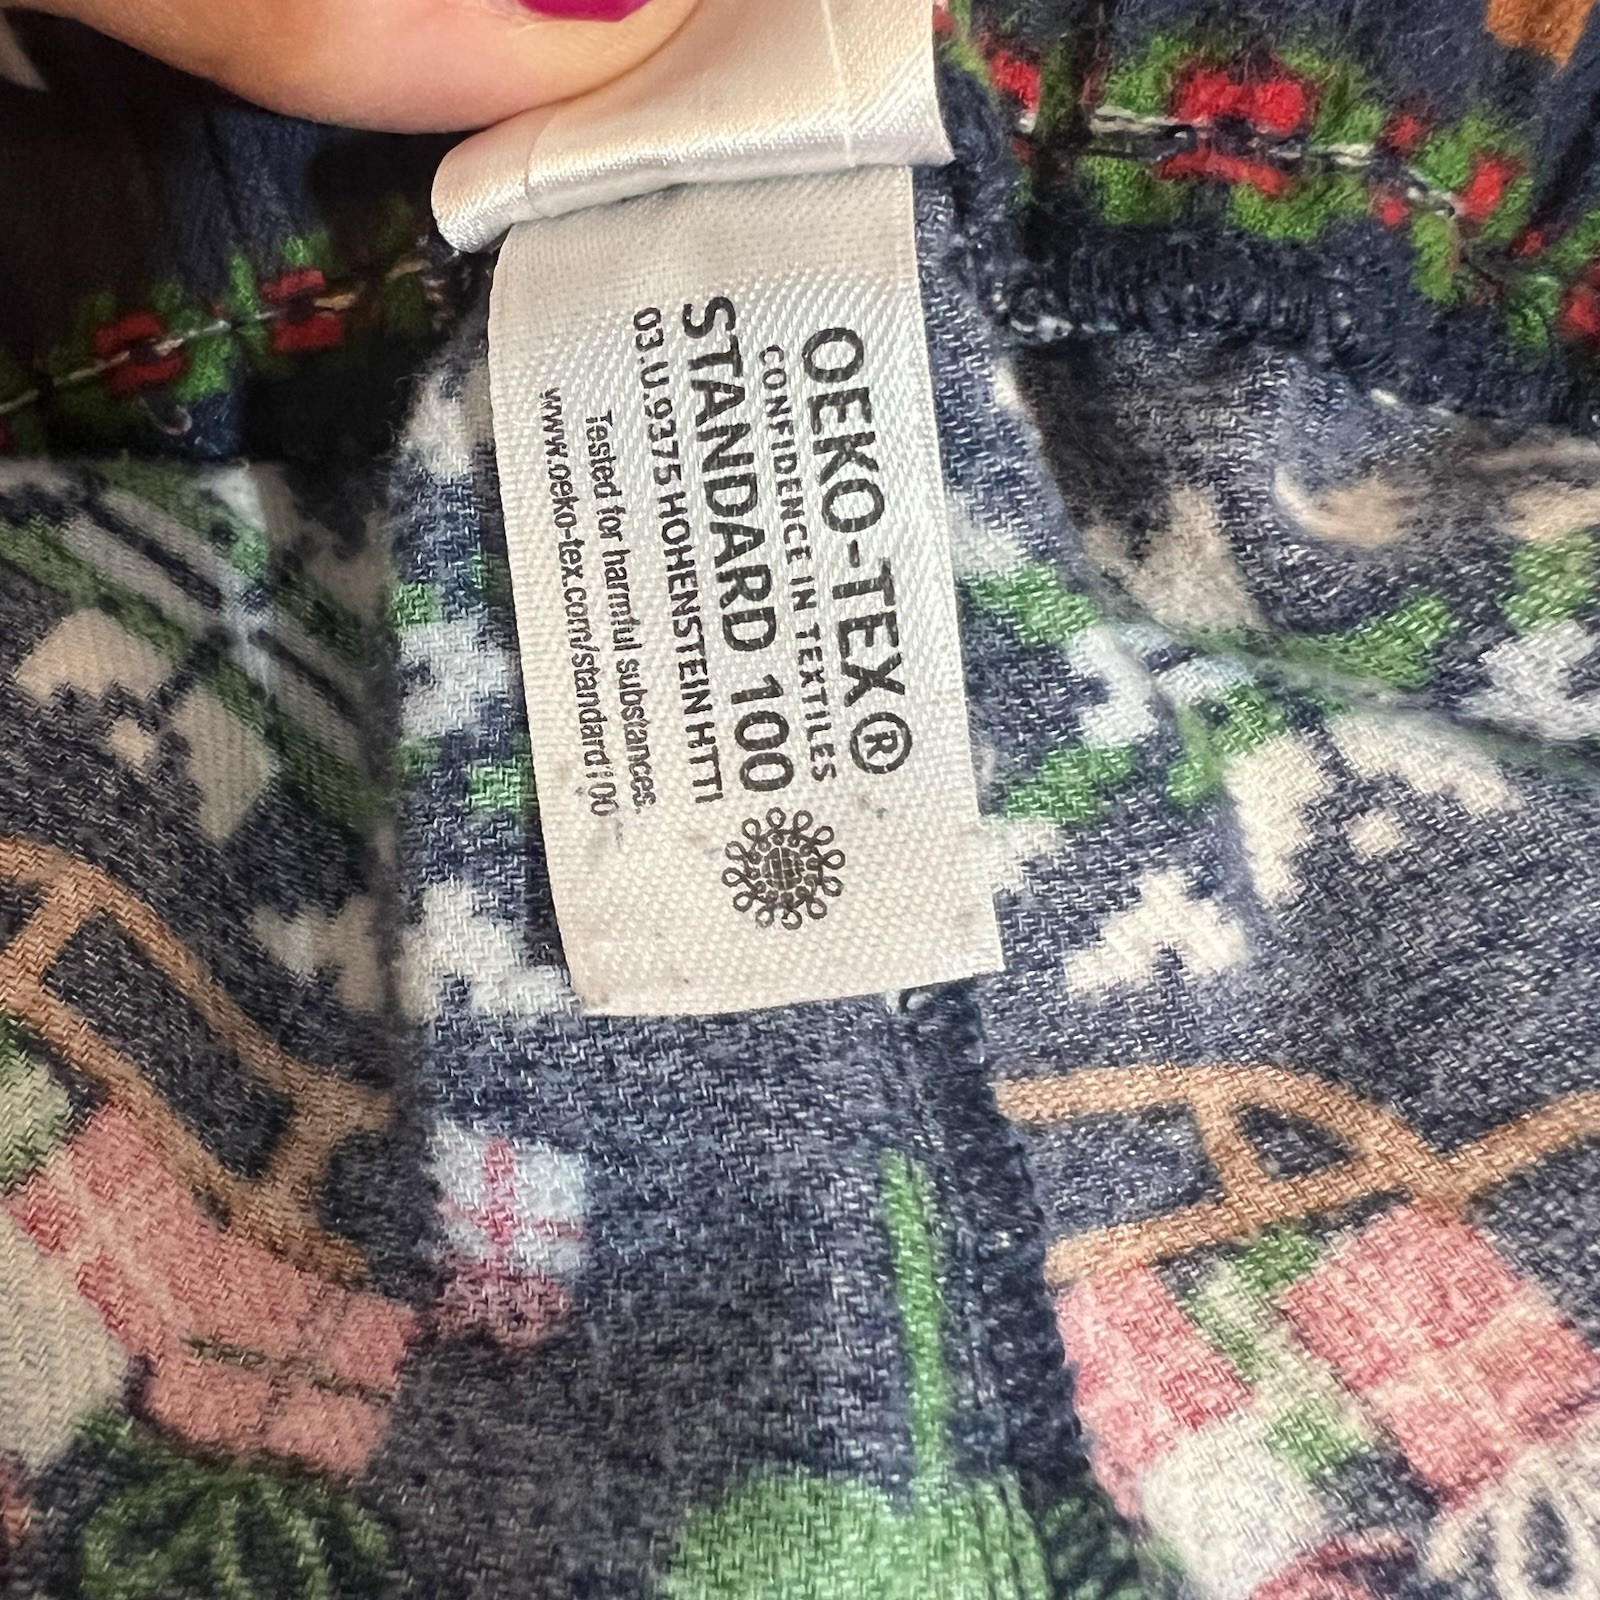 OEKO-TEX®
CONFIDENCE IN TEXTILES
STANDARD 100
03.U.9375 HOHENSTEIN HTTI
Tested for harmful substances.
www.oeko-tex.com/standard100